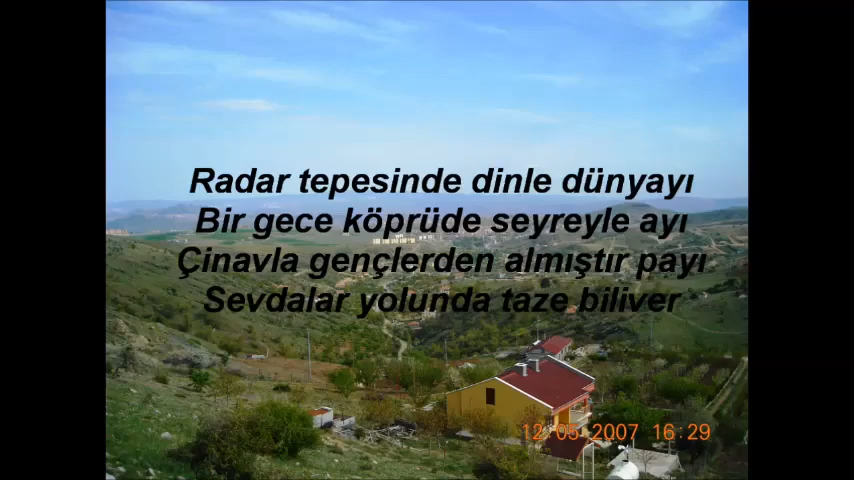 Radar tepesinde dinle dünyayı
Bir gece köprüde seyreyle ayı
Çinavla gençlerden almıştır payı
Sevdalar yolunda taze biliver
12.05.2007 16:29